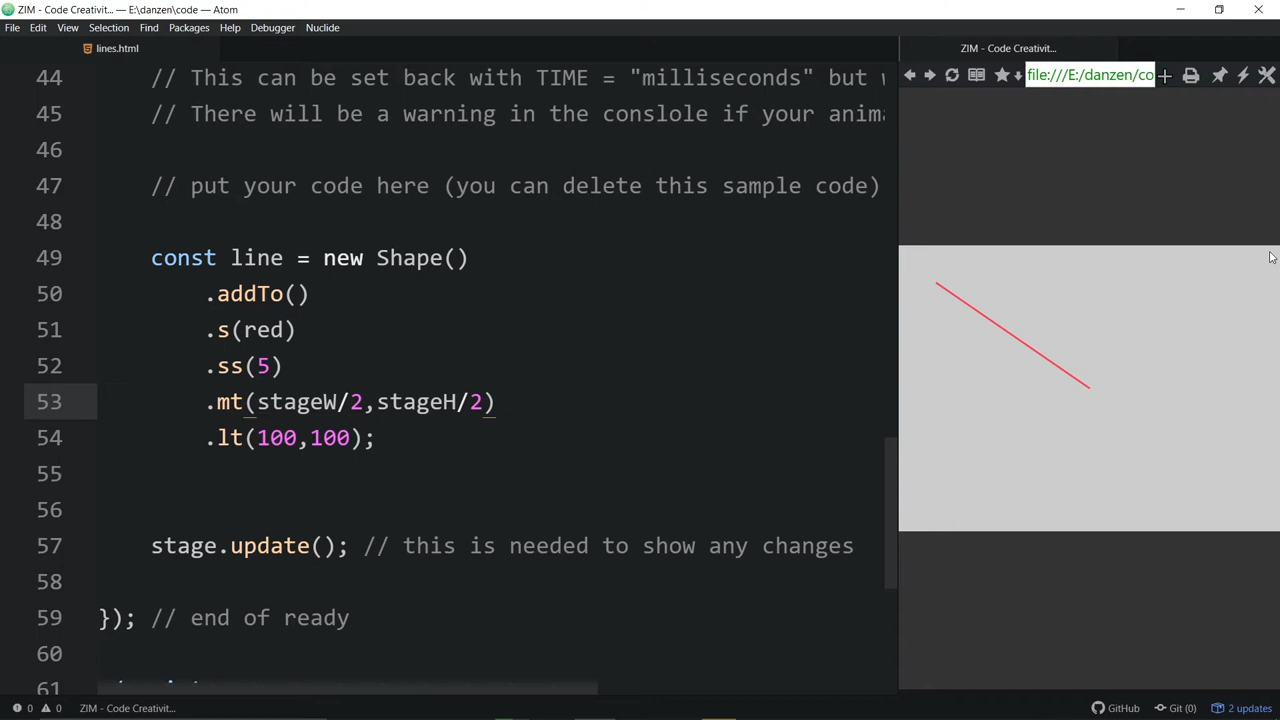 ZIM - Code Creativit... — E:\danzen\code — Atom
File Edit View Selection Find Packages Help Debugger Nuclide
lines.html
ZIM - Code Creativit...
file:///E:/danzen/co
44 // This can be set back with TIME = "milliseconds" but w
45 // There will be a warning in the conslole if your anima
46
47 // put your code here (you can delete this sample code)
48
49 const line = new Shape()
50 .addTo()
51 .s(red)
52 .ss(5)
53 .mt(stageW/2,stageH/2)
54 .lt(100,100);
55
56
57 stage.update(); // this is needed to show any changes
58
59 }); // end of ready
60
61
0 0 ZIM - Code Creativit...
GitHub Git (0) 2 updates